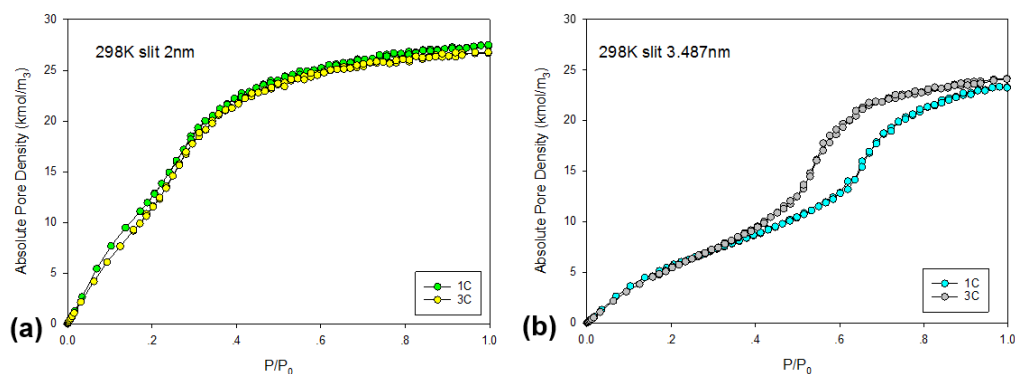 298K slit 2nm
Absolute Pore Density (kmol/m3)
30
25
20
15
10
5
0
0.0 .2 .4 .6 .8 1.0
P/P0
1C
3C
(a)
298K slit 3.487nm
Absolute Pore Density (kmol/m3)
30
25
20
15
10
5
0
0.0 .2 .4 .6 .8 1.0
P/P0
1C
3C
(b)